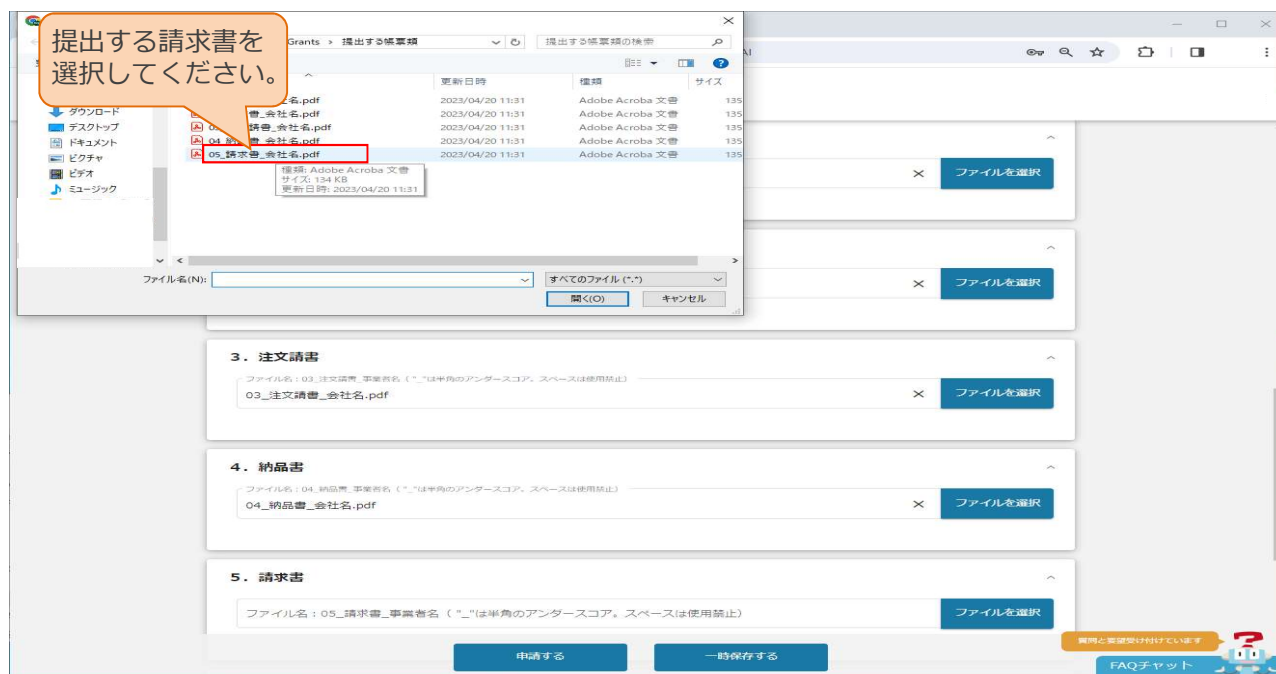 提出する請求書を
選択してください。
Grants › 提出する帳票類
提出する帳票類の検索
更新日時
種類
サイズ
ダウンロード
デスクトップ
ドキュメント
ピクチャ
ビデオ
ミュージック
社名.pdf 2023/04/20 11:31 Adobe Acroba 文書 135
書_会社名.pdf 2023/04/20 11:31 Adobe Acroba 文書 135
請書_会社名.pdf 2023/04/20 11:31 Adobe Acroba 文書 135
書_会社名.pdf 2023/04/20 11:31 Adobe Acroba 文書 135
05_請求書_会社名.pdf 2023/04/20 11:31 Adobe Acroba 文書 135
種類: Adobe Acroba 文書
サイズ: 134 KB
更新日時: 2023/04/20 11:31
ファイル名(N):
すべてのファイル (*.*)
開く(O)
キャンセル
ファイルを選択
ファイルを選択
3. 注文請書
ファイル名：03_注文請書_事業者名（ "_"は半角のアンダースコア。スペースは使用禁止）
03_注文請書_会社名.pdf
ファイルを選択
4. 納品書
ファイル名：04_納品書_事業者名（ "_"は半角のアンダースコア。スペースは使用禁止）
04_納品書_会社名.pdf
ファイルを選択
5. 請求書
ファイル名：05_請求書_事業者名（ "_"は半角のアンダースコア。スペースは使用禁止）
ファイルを選択
申請する
一時保存する
質問と要望受け付けています
FAQチャット